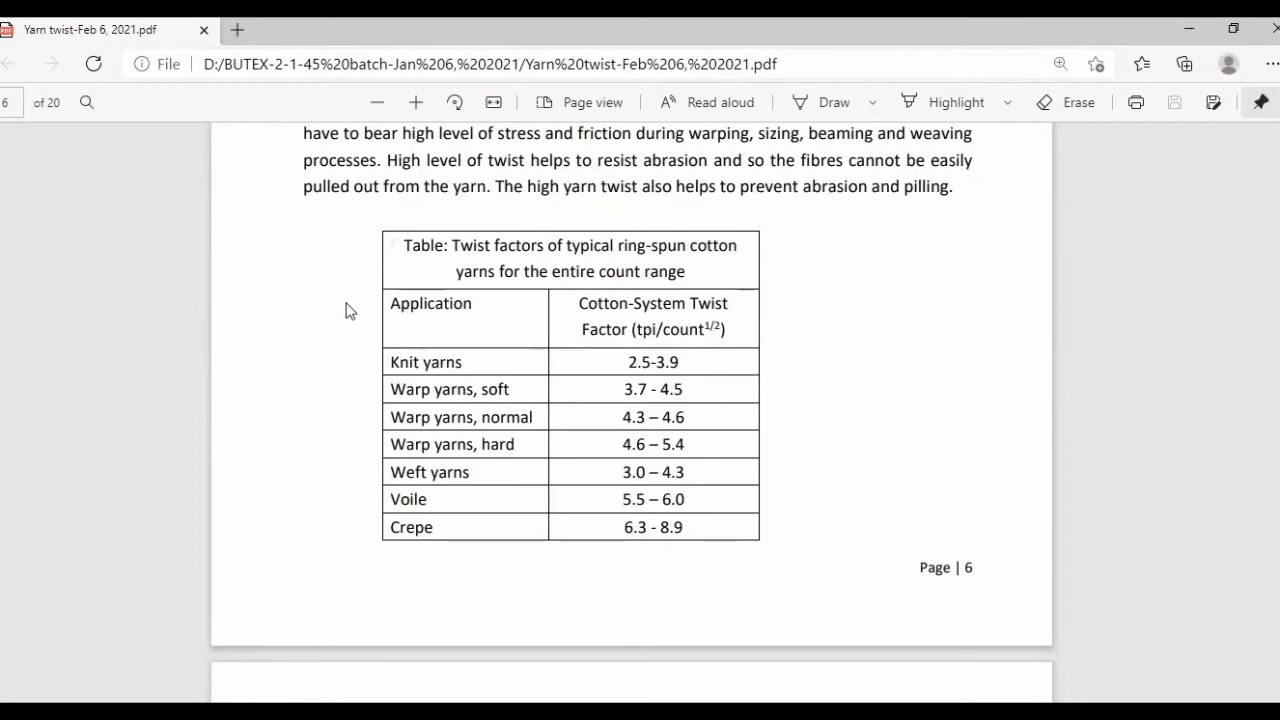 Yarn twist-Feb 6, 2021.pdf
File D:/BUTEX-2-1-45%20batch-Jan%206,%202021/Yarn%20twist-Feb%206,%202021.pdf
6 of 20 Page view Read aloud Draw Highlight Erase
have to bear high level of stress and friction during warping, sizing, beaming and weaving
processes. High level of twist helps to resist abrasion and so the fibres cannot be easily
pulled out from the yarn. The high yarn twist also helps to prevent abrasion and pilling.
Table: Twist factors of typical ring-spun cotton
yarns for the entire count range
Application Cotton-System Twist
Factor (tpi/count^1/2)
Knit yarns 2.5-3.9
Warp yarns, soft 3.7 - 4.5
Warp yarns, normal 4.3 – 4.6
Warp yarns, hard 4.6 – 5.4
Weft yarns 3.0 – 4.3
Voile 5.5 – 6.0
Crepe 6.3 - 8.9
Page | 6